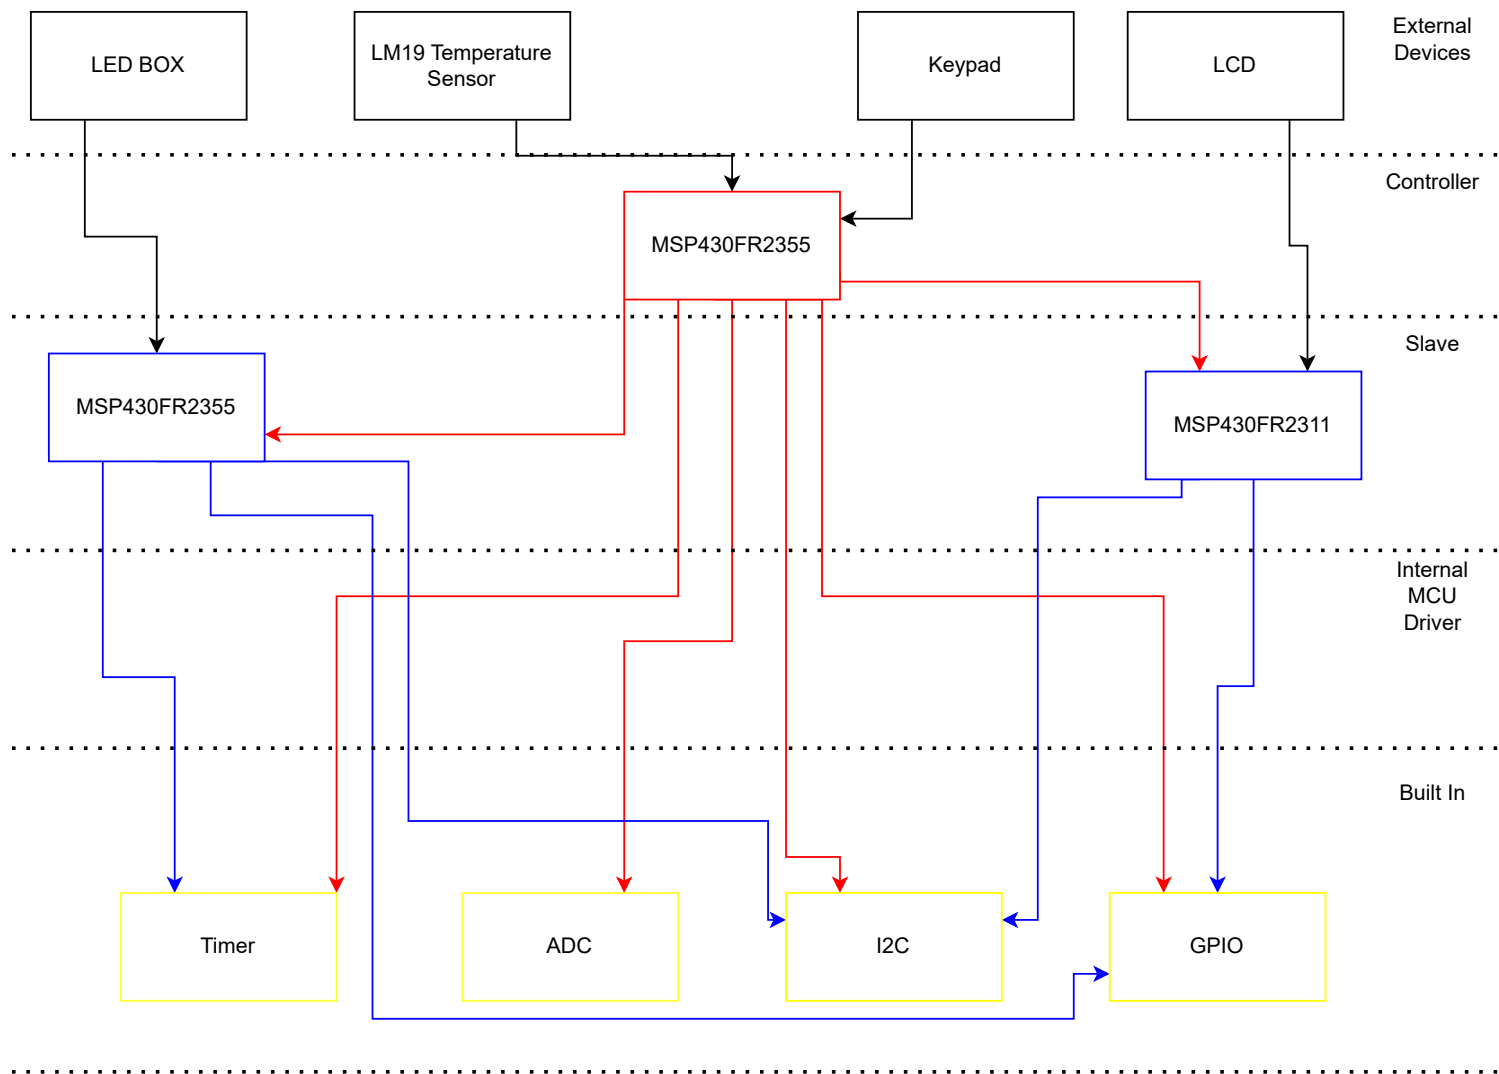 LED BOX
LM19 Temperature
Sensor
Keypad
LCD
External
Devices
Controller
MSP430FR2355
Slave
MSP430FR2355
MSP430FR2311
Internal
MCU
Driver
Built In
Timer
ADC
I2C
GPIO